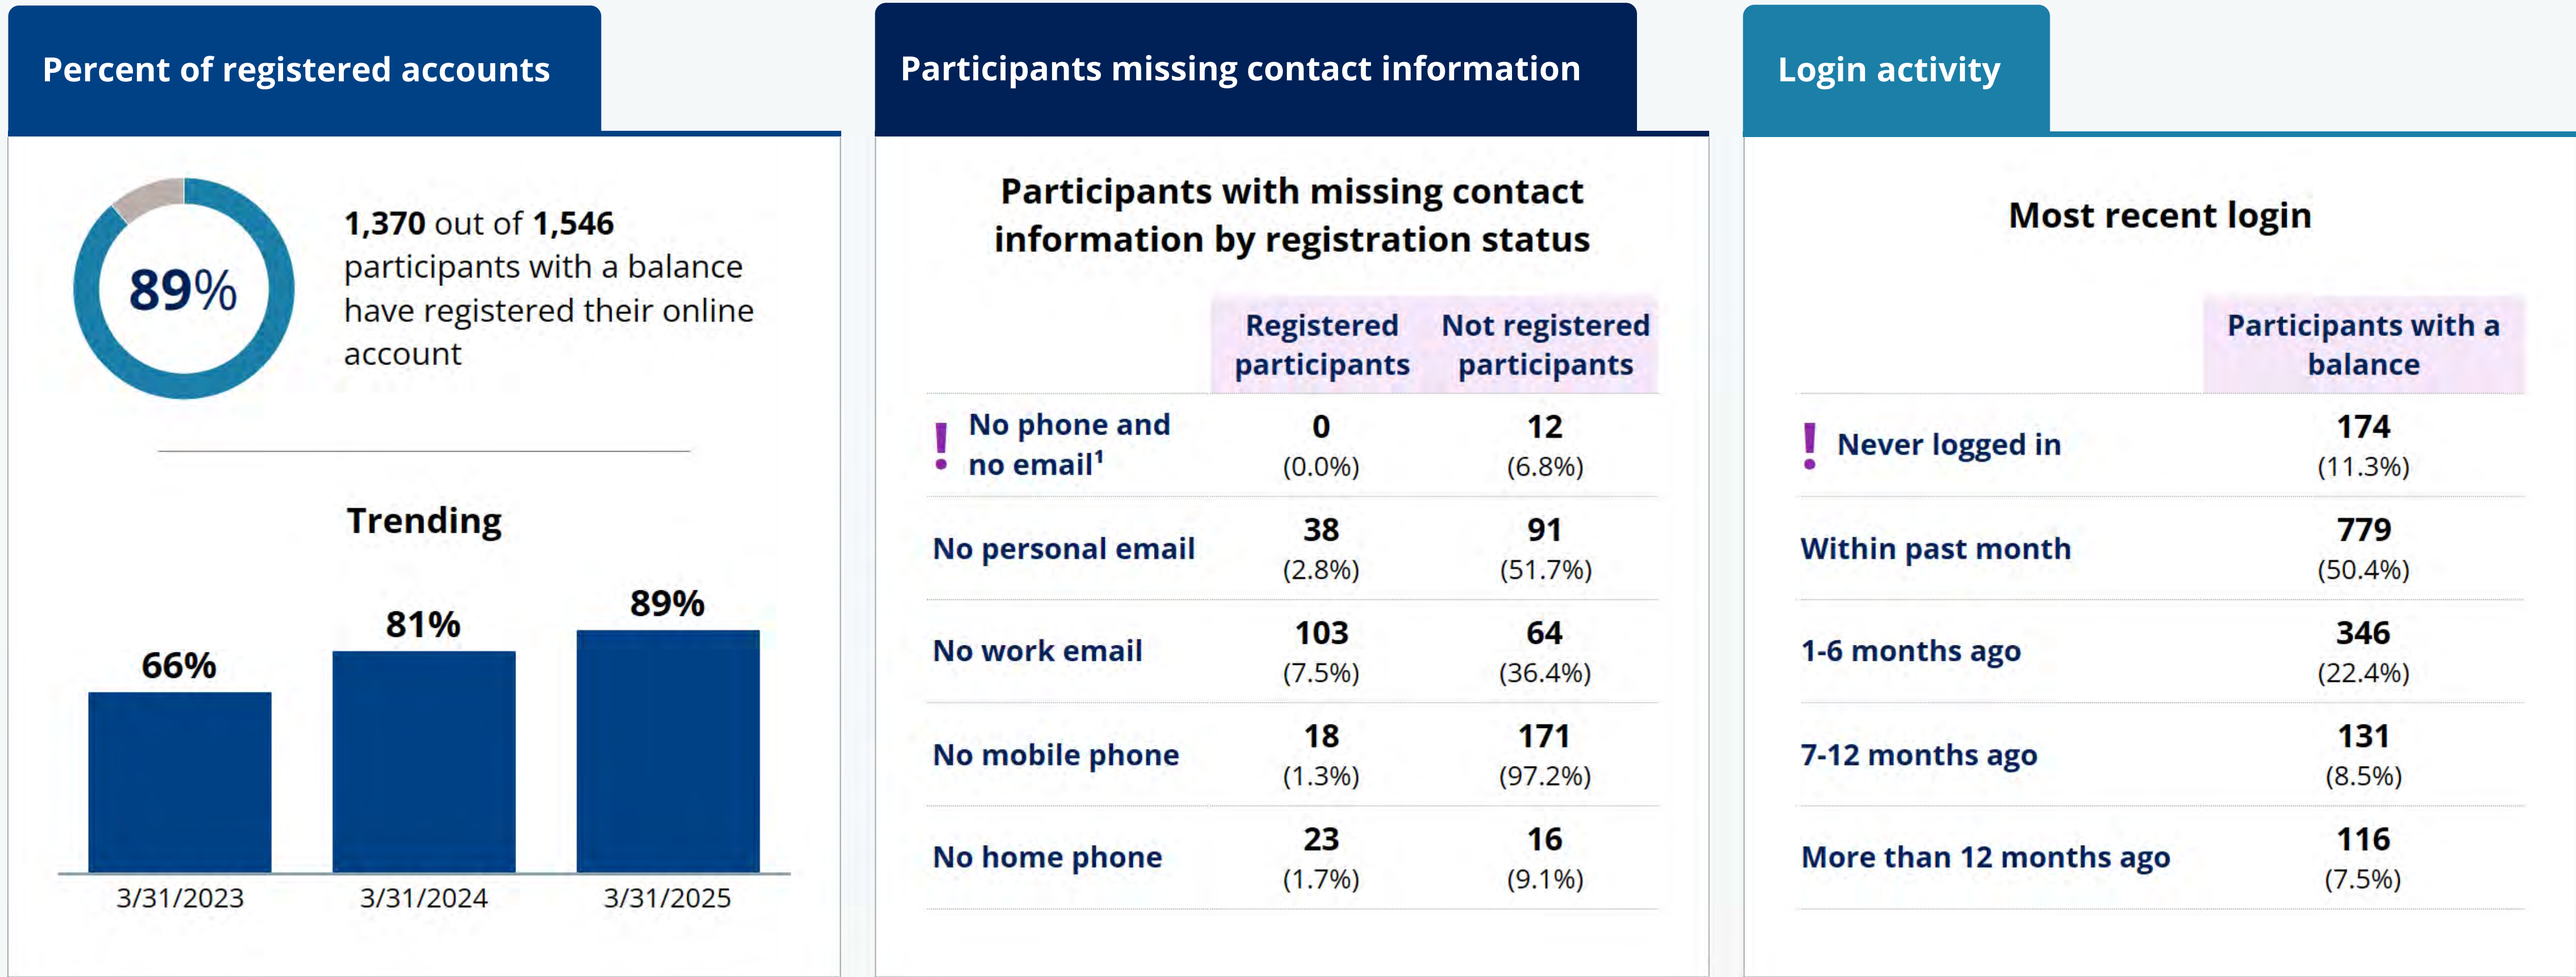 Percent of registered accounts
89%
1,370 out of 1,546
participants with a balance
have registered their online
account
Trending
66%
81%
89%
3/31/2023
3/31/2024
3/31/2025
Participants missing contact information
Participants with missing contact
information by registration status
Registered participants
Not registered participants
! No phone and
no email¹
0
(0.0%)
12
(6.8%)
No personal email
38
(2.8%)
91
(51.7%)
No work email
103
(7.5%)
64
(36.4%)
No mobile phone
18
(1.3%)
171
(97.2%)
No home phone
23
(1.7%)
16
(9.1%)
Login activity
Most recent login
Participants with a
balance
! Never logged in
174
(11.3%)
Within past month
779
(50.4%)
1-6 months ago
346
(22.4%)
7-12 months ago
131
(8.5%)
More than 12 months ago
116
(7.5%)